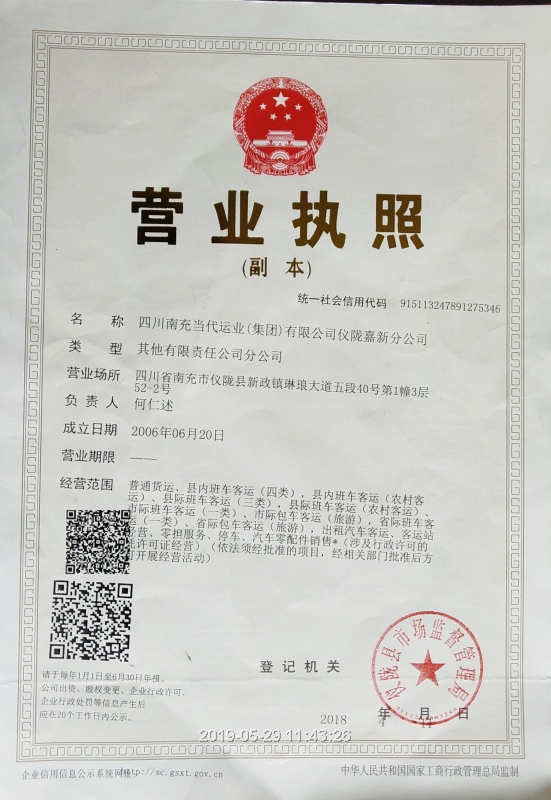 营业执照
(副 本)
统一社会信用代码 915113247891275346
名 称 四川南充当代运业(集团)有限公司仪陇嘉新分公司
类 型 其他有限责任公司分公司
营业场所 四川省南充市仪陇县新政镇琳琅大道五段40号第1幢3层
52-2号
负 责 人 何仁述
成立日期 2006年06月20日
营业期限 ——
经营范围 普通货运、县内班车客运（四类），县内班车客运（农村客
运）、县际班车客运（三类），县际班车客运（农村客运）、
市际班车客运（一类）、市际包车客运（旅游），省际班车客
运（一类）、省际包车客运（旅游），出租汽车客运、客运站
经营、零担服务、停车、汽车零配件销售*（涉及行政许可的
凭许可证经营）（依法须经批准的项目，经相关部门批准后方
可开展经营活动）
请于每年1月1日至6月30日年报，
公司出资、股权变更、企业行政许可、
企业行政处罚等信息产生后
应在20个工作日内公示。
登记机关
仪陇县市场监督管理局
2018 年 月 日
2019-05-29 11:43:26
企业信用信息公示系统网址: http://sc.gsxt.gov.cn
中华人民共和国国家工商行政管理总局监制